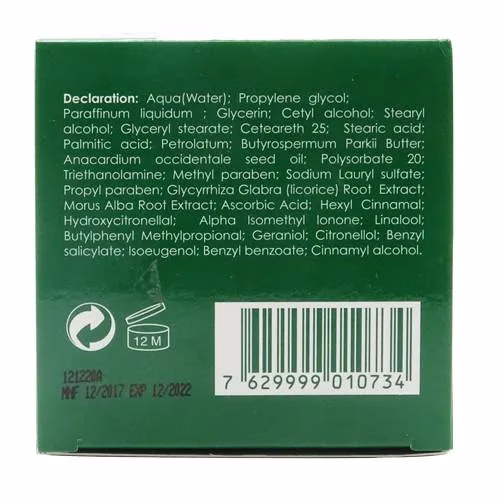 Declaration: Aqua(Water); Propylene glycol;
Paraffinum liquidum ; Glycerin; Cetyl alcohol; Stearyl
alcohol; Glyceryl stearate; Ceteareth 25; Stearic acid;
Palmitic acid; Petrolatum; Butyrospermum Parkii Butter;
Anacardium occidentale seed oil; Polysorbate 20;
Triethanolamine; Methyl paraben; Sodium Lauryl sulfate;
Propyl paraben; Glycyrrhiza Glabra (licorice) Root Extract;
Morus Alba Root Extract; Ascorbic Acid; Hexyl Cinnamal;
Hydroxycitronellal; Alpha Isomethyl Ionone; Linalool;
Butylphenyl Methylpropional; Geraniol; Citronellol; Benzyl
salicylate; Isoeugenol; Benzyl benzoate; Cinnamyl alcohol.
12 M
121220A
MMF 12/2017 EXP 12/2022
7 629999 010734